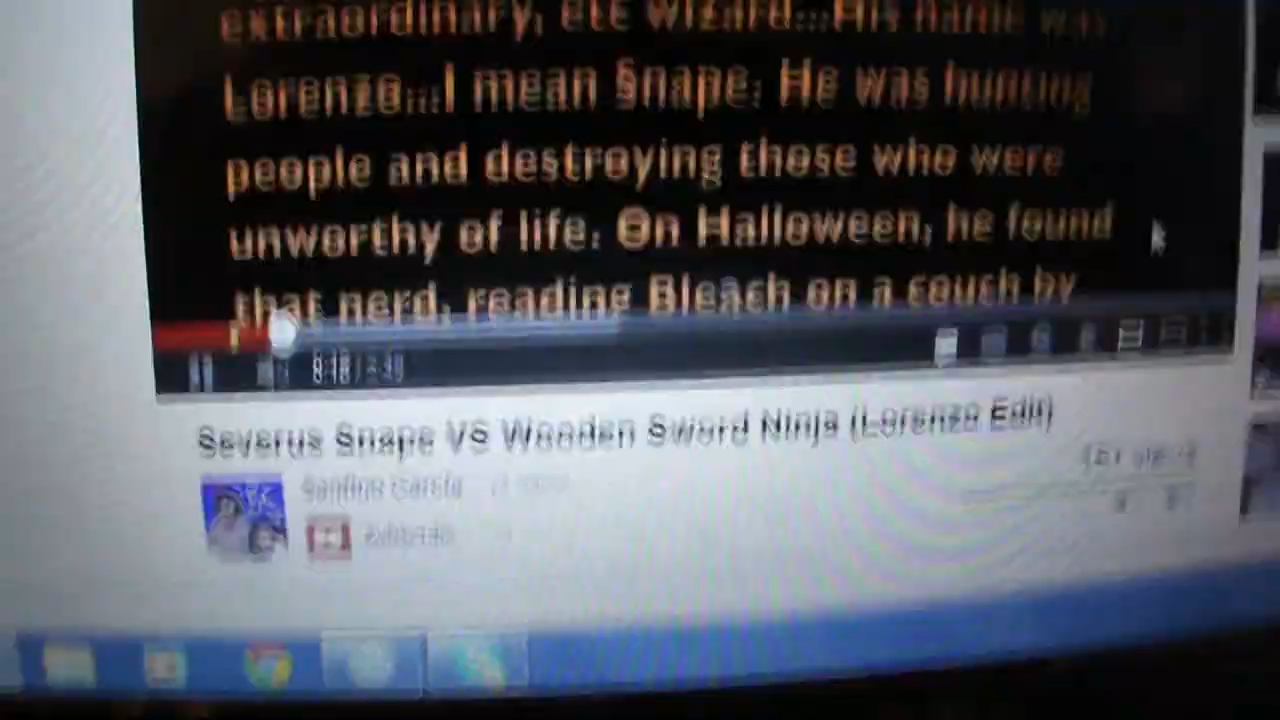 extraordinary, etc wizard...His name was
Lorenzo...I mean Snape. He was hunting
people and destroying those who were
unworthy of life. On Halloween, he found
that nerd, reading Bleach on a couch by
Severus Snape VS Wooden Sword Ninja (Lorenzo Edit)
Santino Garcia